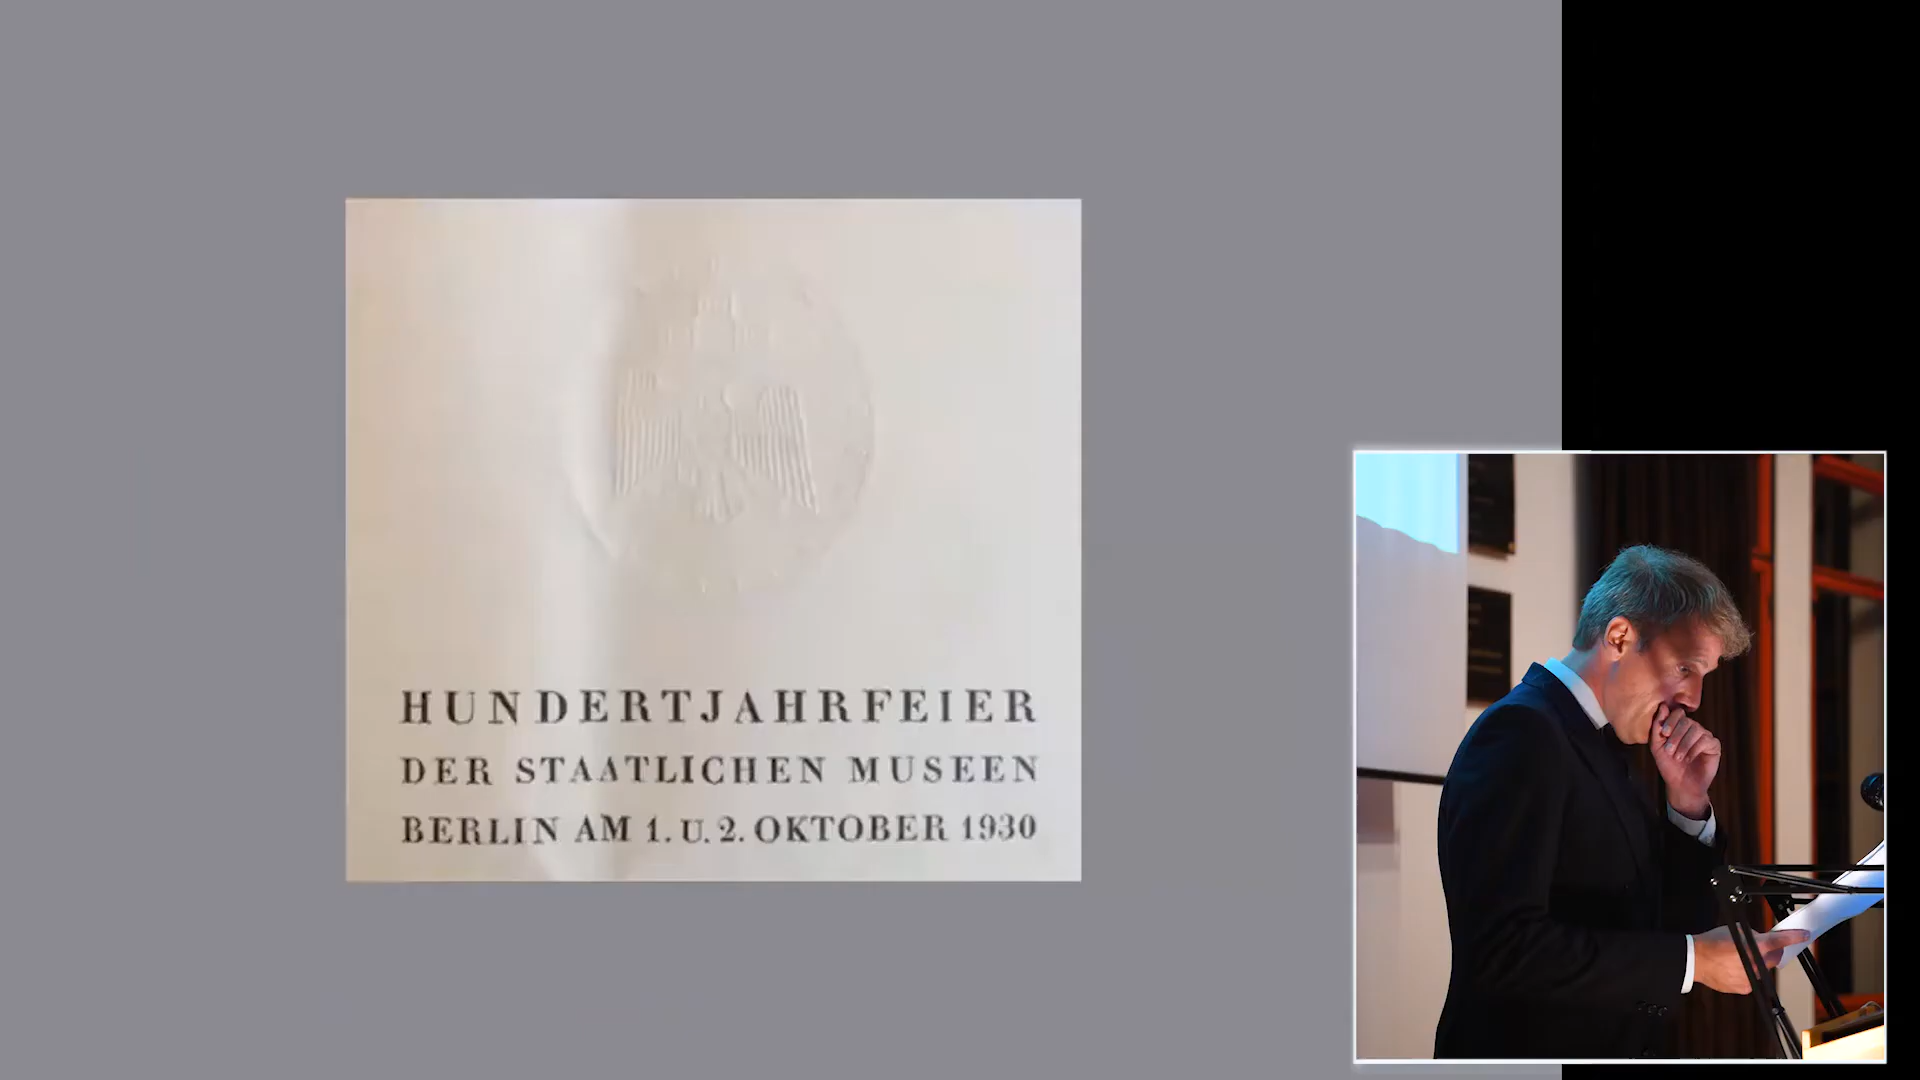 HUNDERTJAHRFEIER
DER STAATLICHEN MUSEEN
BERLIN AM 1. U. 2. OKTOBER 1930